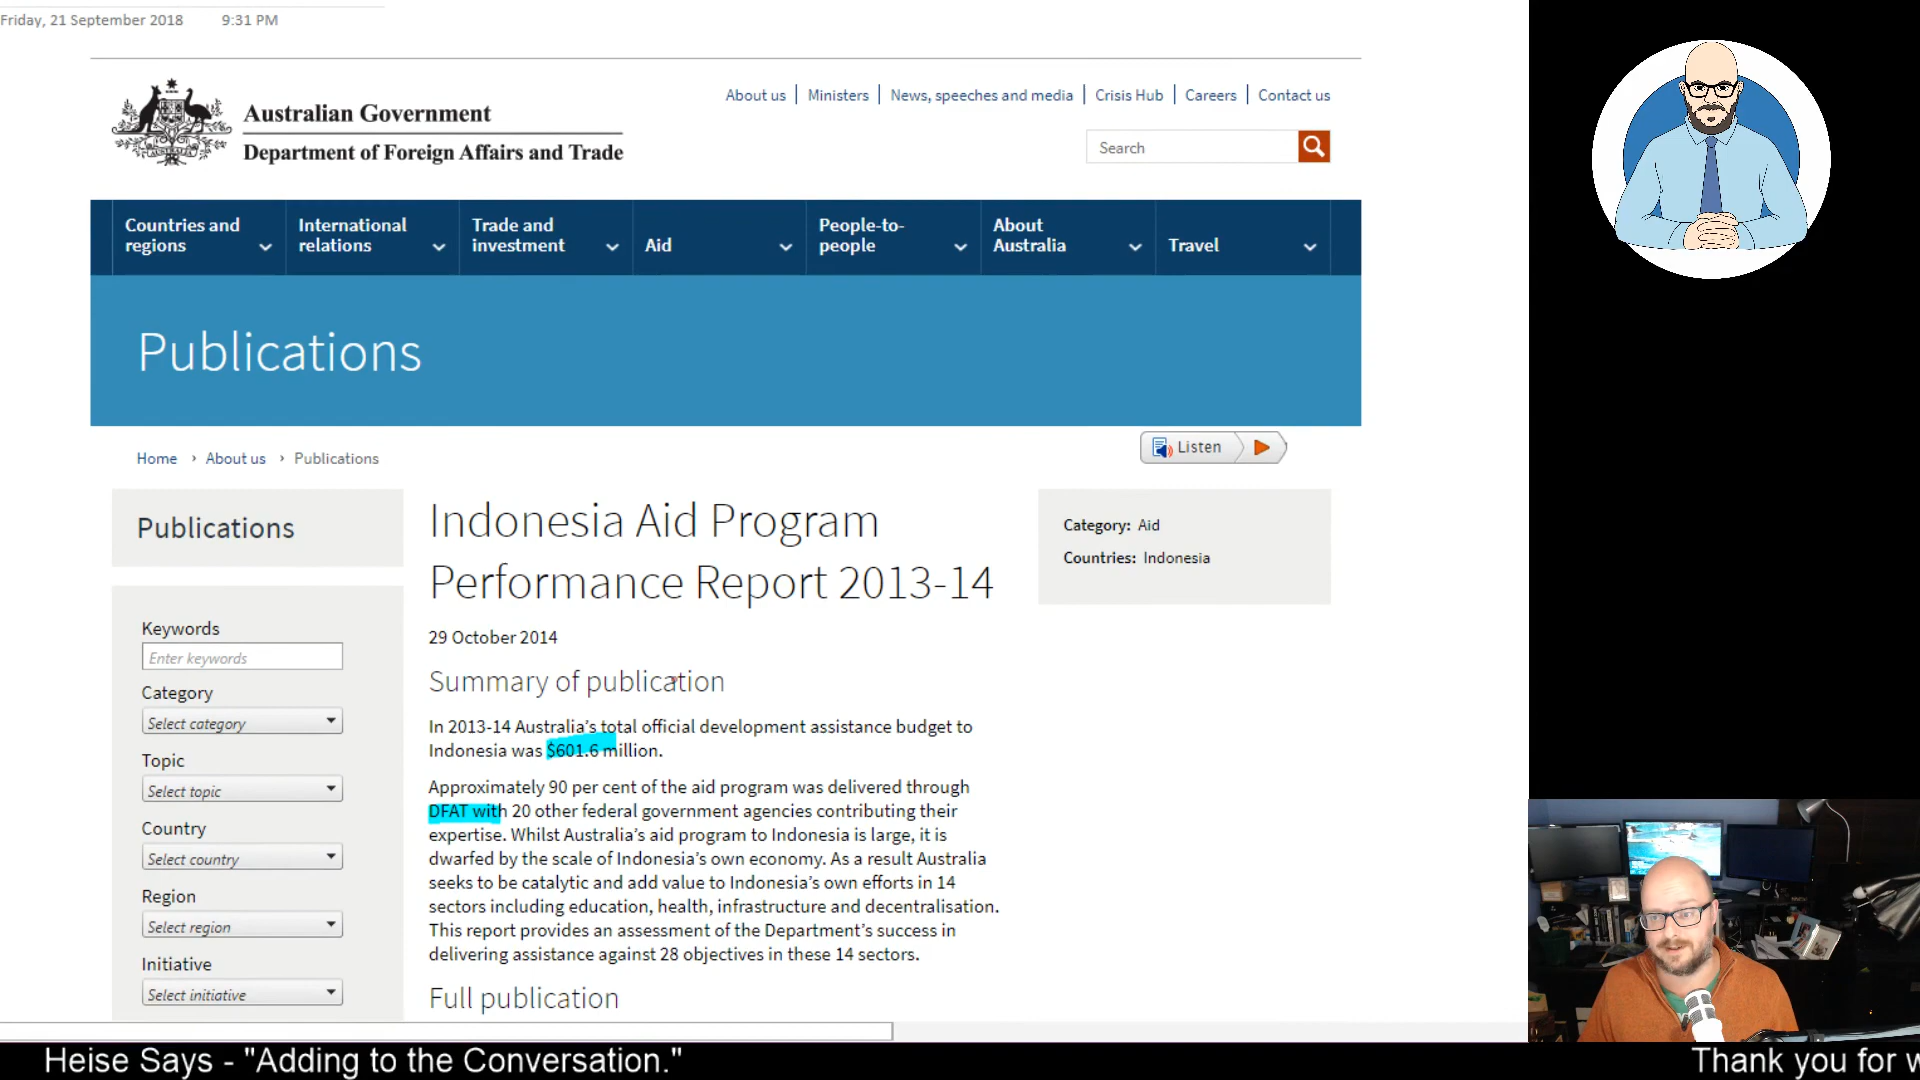 Friday, 21 September 2018 9:31 PM
Australian Government
Department of Foreign Affairs and Trade
About us Ministers News, speeches and media Crisis Hub Careers Contact us
Search
Countries and regions
International relations
Trade and investment
Aid
People-to-people
About Australia
Travel
Publications
Home › About us › Publications
Listen
Publications
Keywords
Enter keywords
Category
Select category
Topic
Select topic
Country
Select country
Region
Select region
Initiative
Select initiative
Indonesia Aid Program
Performance Report 2013-14
29 October 2014
Summary of publication
In 2013-14 Australia's total official development assistance budget to
Indonesia was $601.6 million.
Approximately 90 per cent of the aid program was delivered through
DFAT with 20 other federal government agencies contributing their
expertise. Whilst Australia's aid program to Indonesia is large, it is
dwarfed by the scale of Indonesia's own economy. As a result Australia
seeks to be catalytic and add value to Indonesia's own efforts in 14
sectors including education, health, infrastructure and decentralisation.
This report provides an assessment of the Department's success in
delivering assistance against 28 objectives in these 14 sectors.
Full publication
Category: Aid
Countries: Indonesia
Heise Says - "Adding to the Conversation."
Thank you for w